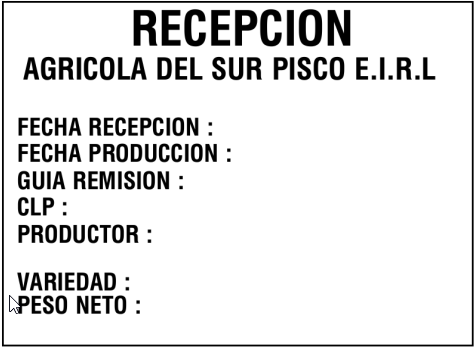 RECEPCION
AGRICOLA DEL SUR PISCO E.I.R.L
FECHA RECEPCION :
FECHA PRODUCCION :
GUIA REMISION :
CLP :
PRODUCTOR :
VARIEDAD :
PESO NETO :